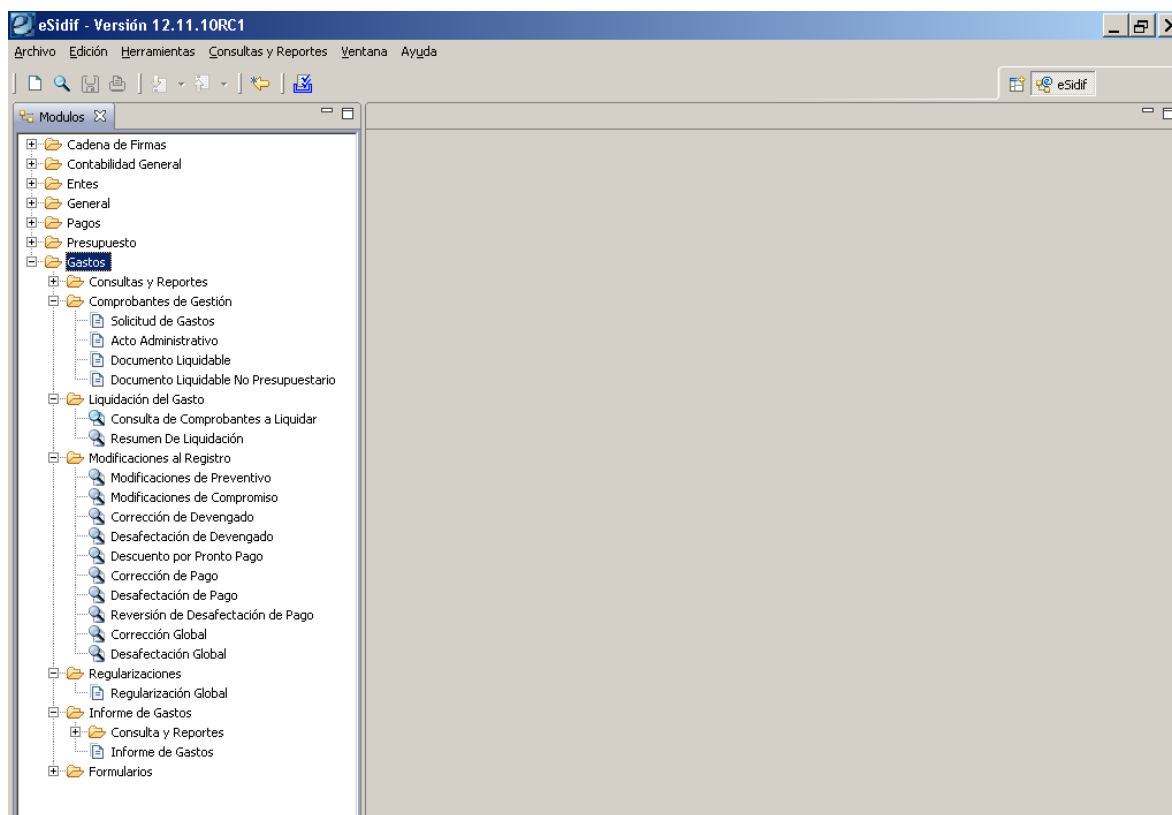 eSidif - Versión 12.11.10RC1
Archivo Edición Herramientas Consultas y Reportes Ventana Ayuda
eSidif
Modulos
Cadena de Firmas
Contabilidad General
Entes
General
Pagos
Presupuesto
Gastos
Consultas y Reportes
Comprobantes de Gestión
Solicitud de Gastos
Acto Administrativo
Documento Liquidable
Documento Liquidable No Presupuestario
Liquidación del Gasto
Consulta de Comprobantes a Liquidar
Resumen De Liquidación
Modificaciones al Registro
Modificaciones de Preventivo
Modificaciones de Compromiso
Corrección de Devengado
Desafectación de Devengado
Descuento por Pronto Pago
Corrección de Pago
Desafectación de Pago
Reversión de Desafectación de Pago
Corrección Global
Desafectación Global
Regularizaciones
Regularización Global
Informe de Gastos
Consulta y Reportes
Informe de Gastos
Formularios